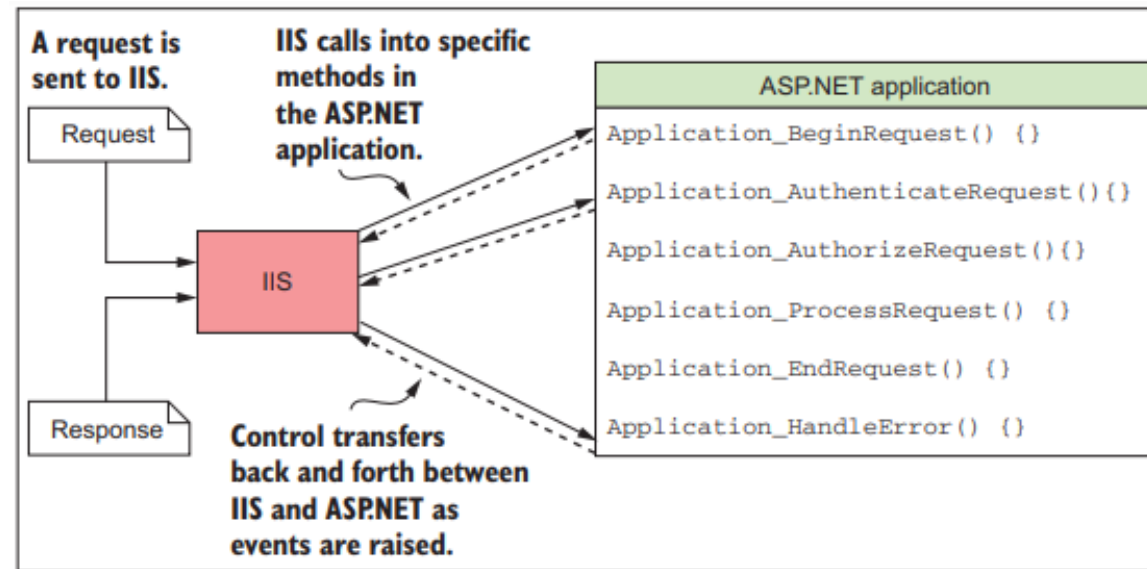 A request is
sent to IIS.
Request
IIS calls into specific
methods in
the ASP.NET
application.
ASP.NET application
Application_BeginRequest() {}
Application_AuthenticateRequest(){}
Application_AuthorizeRequest(){}
Application_ProcessRequest() {}
Application_EndRequest() {}
Application_HandleError() {}
IIS
Response
Control transfers
back and forth between
IIS and ASP.NET as
events are raised.